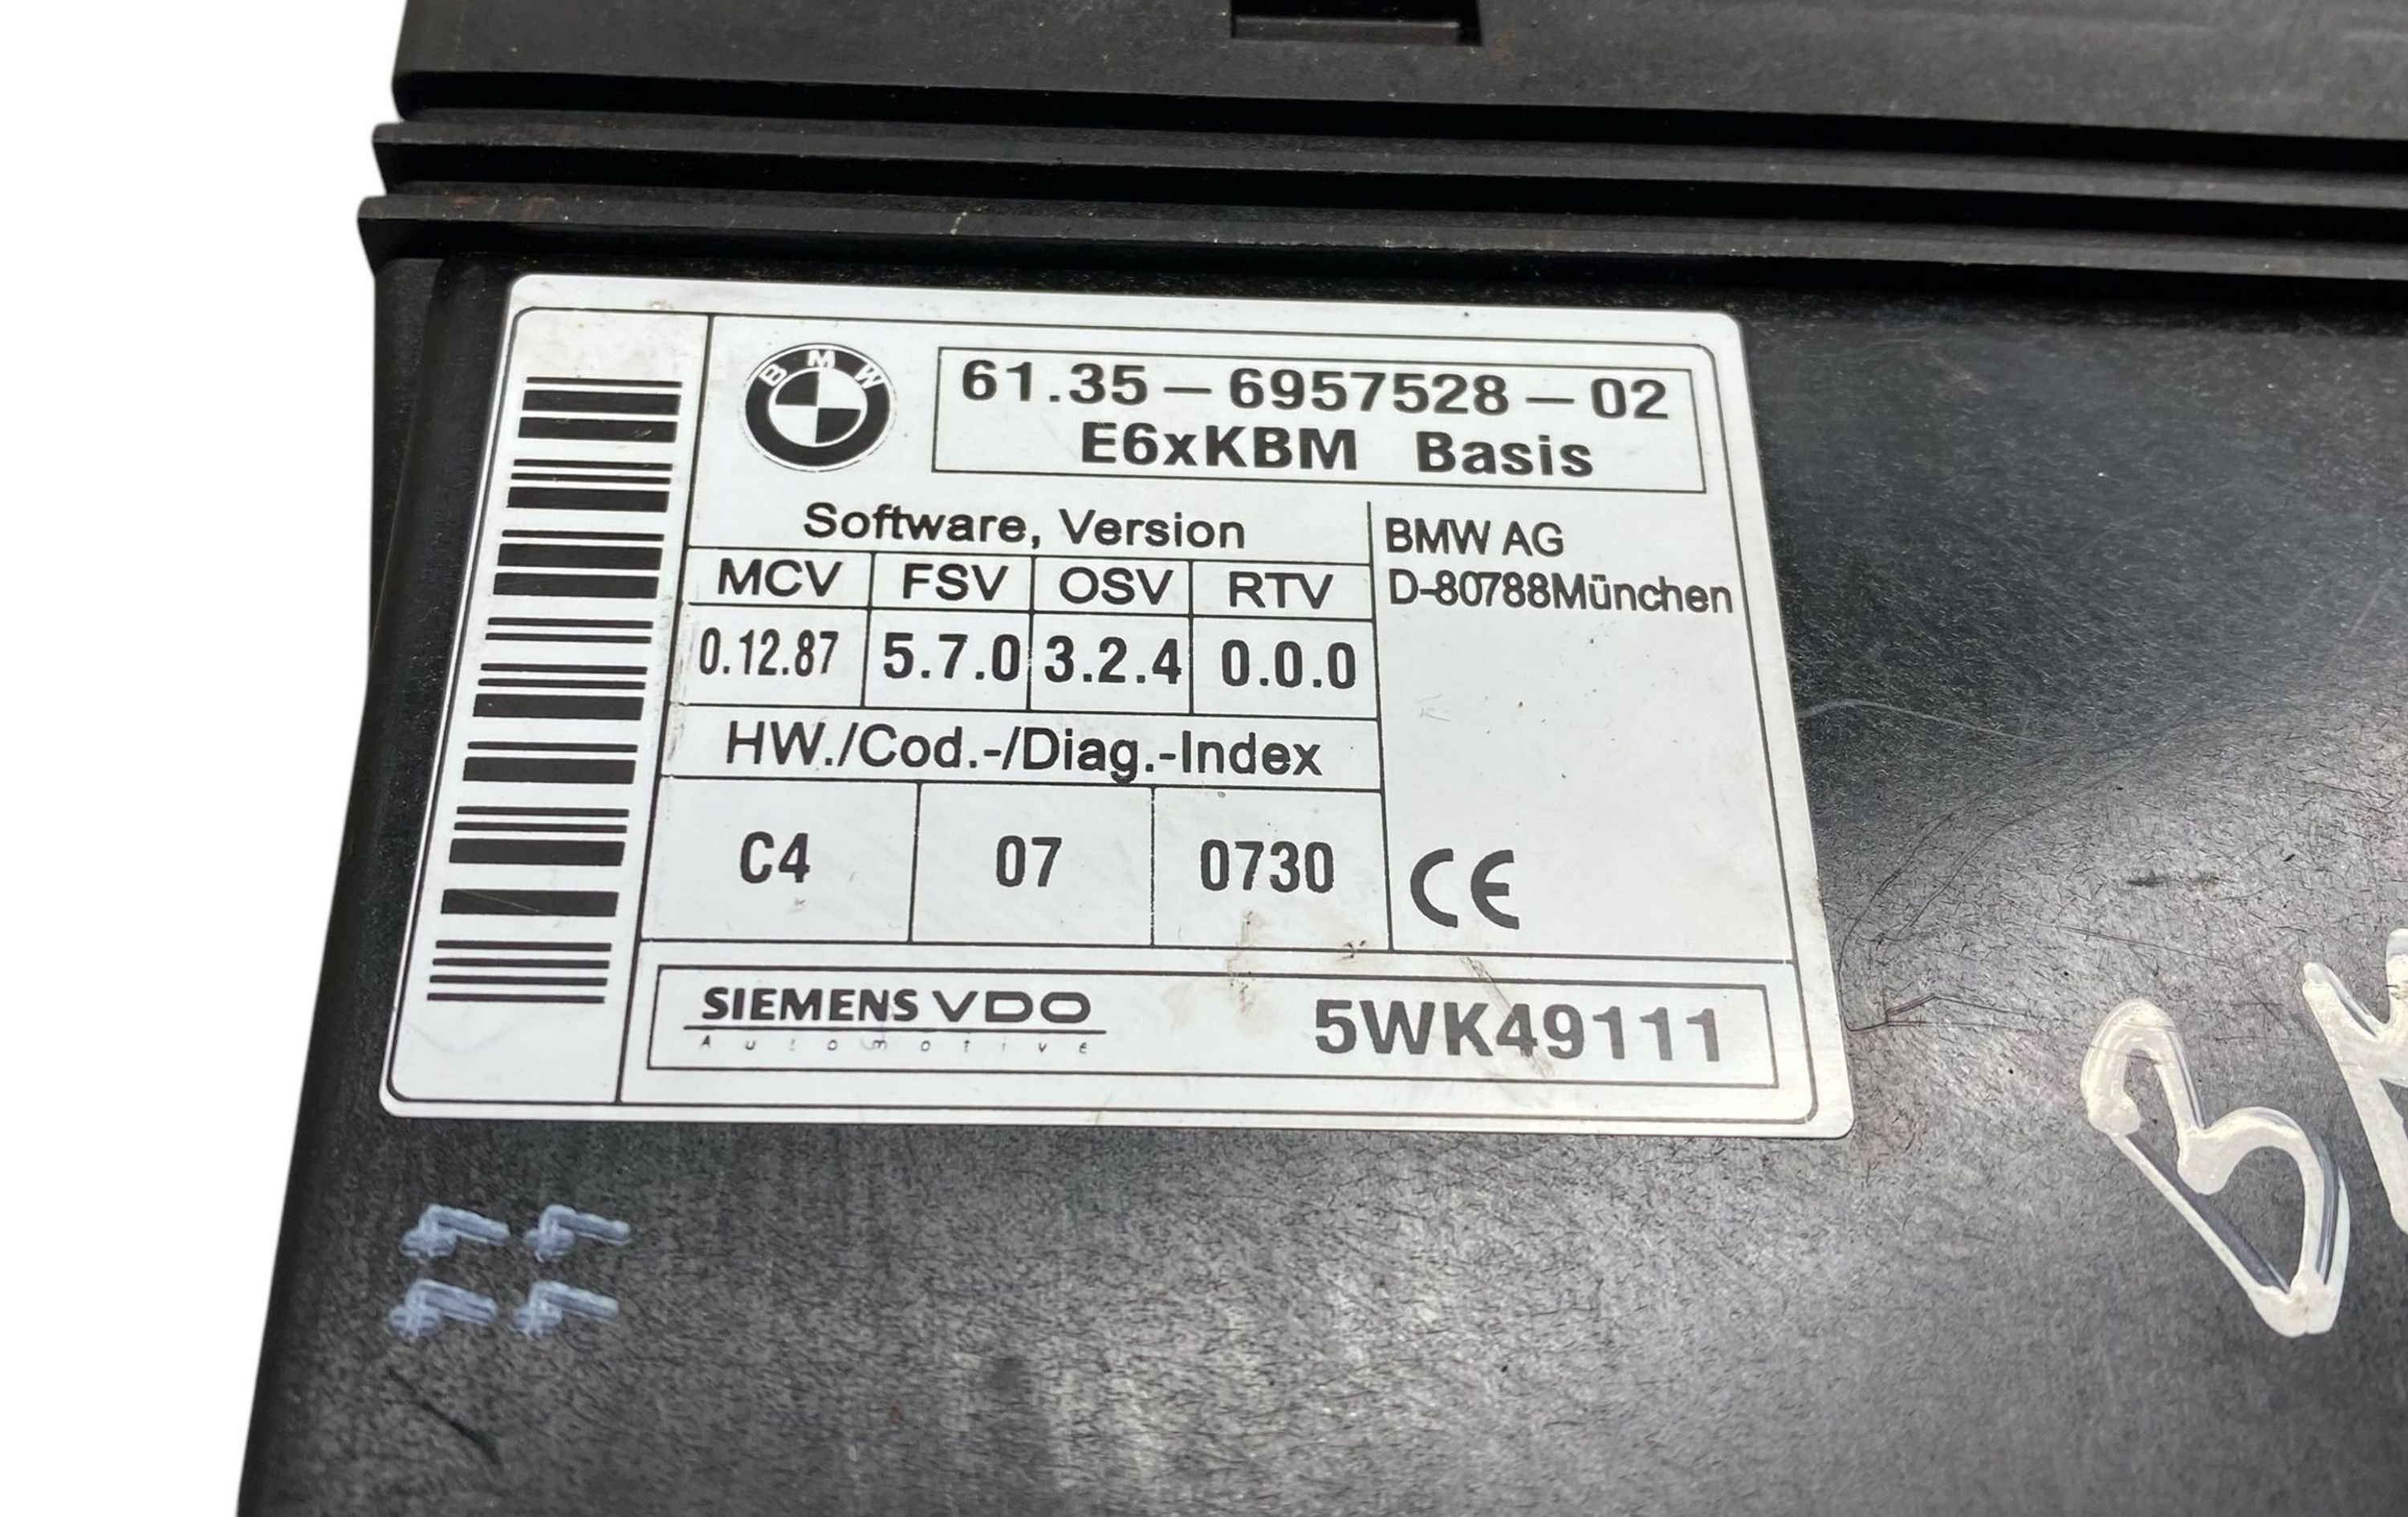 BMW
61.35-6957528-02
E6xKBM Basis
Software, Version
BMW AG
MCV FSV OSV RTV
D-80788München
0.12.87 5.7.0 3.2.4 0.0.0
HW./Cod.-/Diag.-Index
C4 07 0730
CE
SIEMENS VDO
Automotive
5WK49111
B